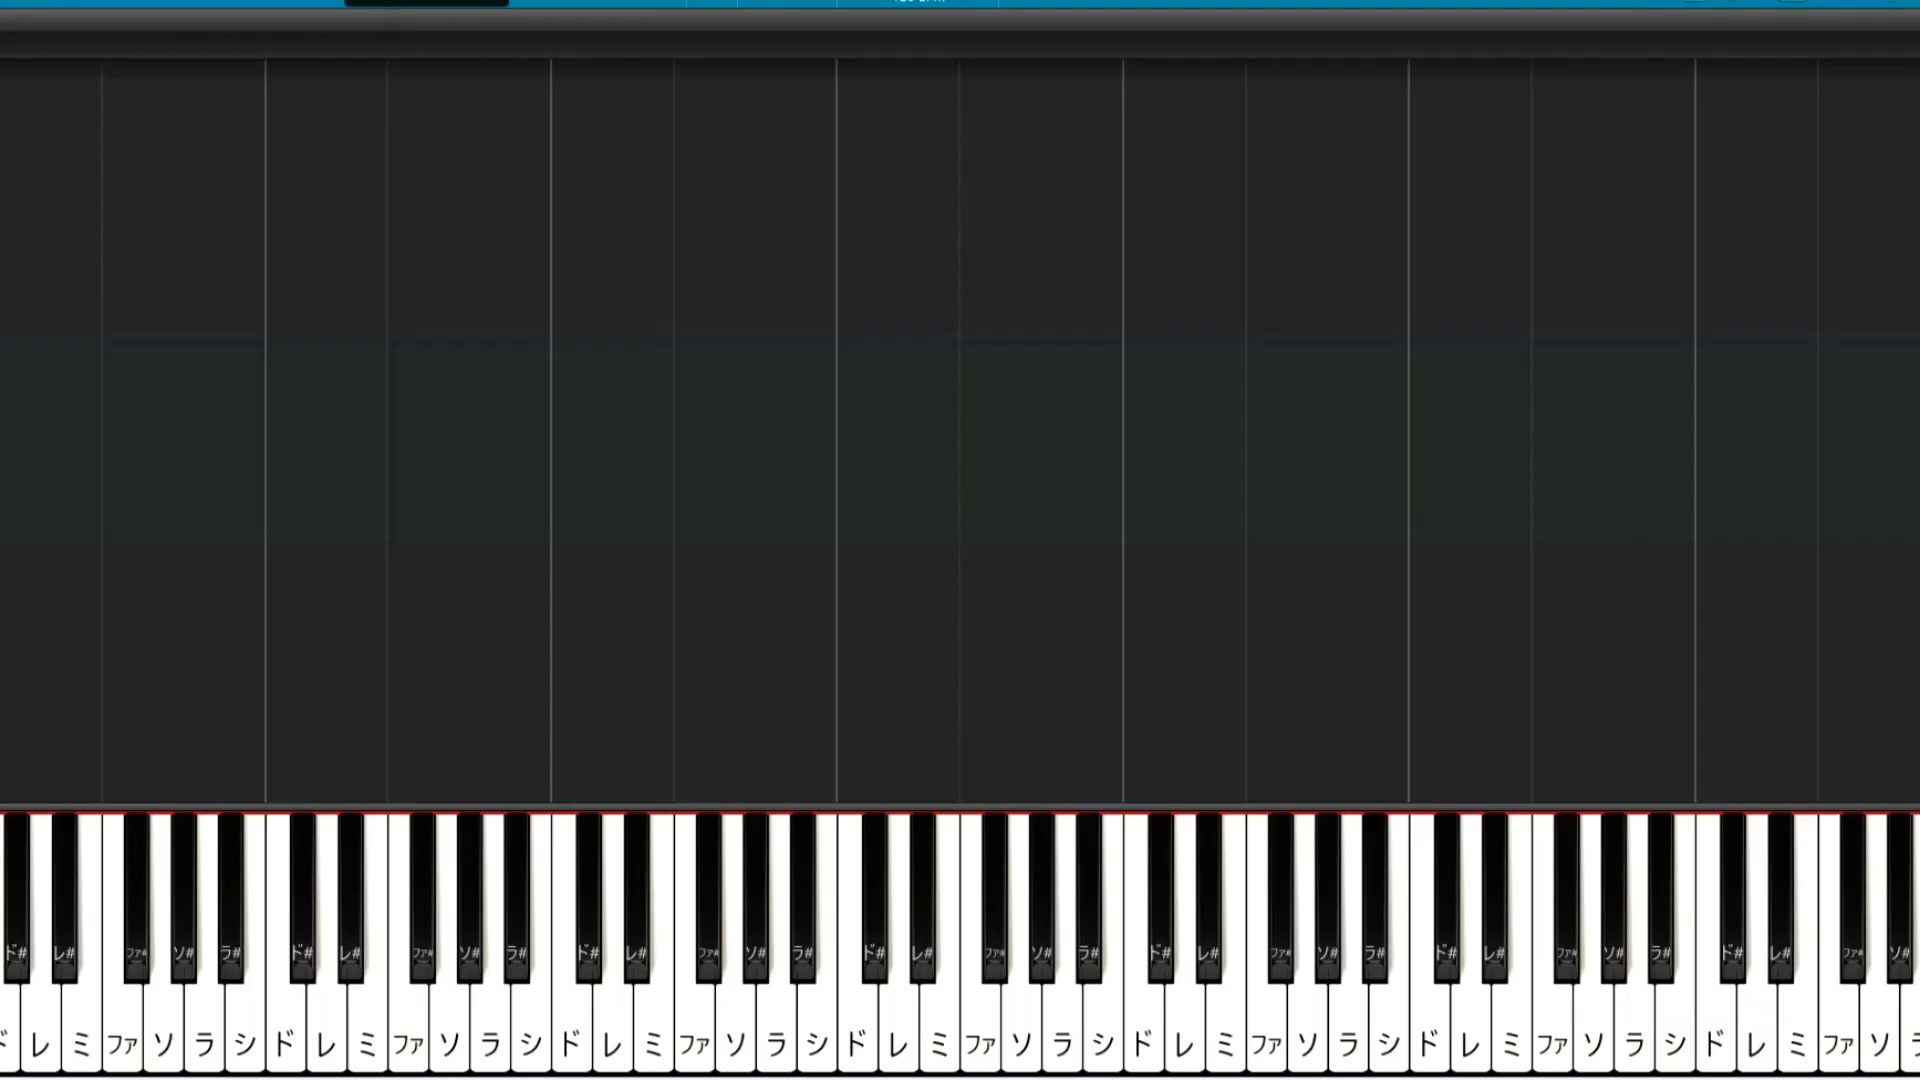 ド# レ# ファ# ソ# ラ# ド# レ# ファ# ソ# ラ# ド# レ# ファ# ソ# ラ# ド# レ# ファ# ソ# ラ# ド# レ# ファ# ソ# ラ# ド# レ# ファ# ソ# ラ# ド# レ# ファ# ソ#
レ ミ ファ ソ ラ シ ド レ ミ ファ ソ ラ シ ド レ ミ ファ ソ ラ シ ド レ ミ ファ ソ ラ シ ド レ ミ ファ ソ ラ シ ド レ ミ ファ ソ ラ シ ド レ ミ ファ ソ